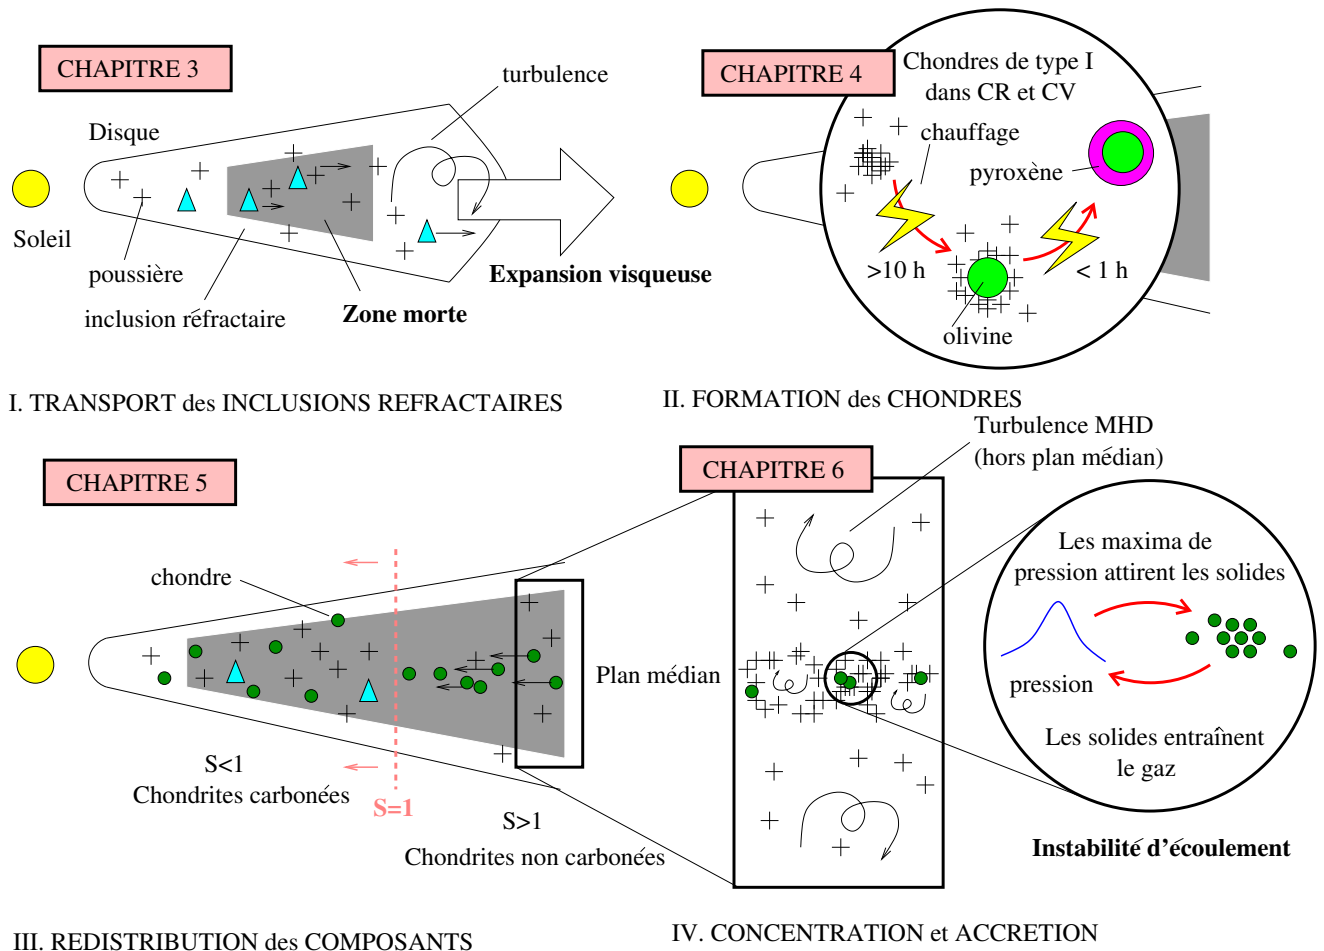 CHAPITRE 3
turbulence
Disque
Soleil
poussière
inclusion réfractaire
Zone morte
Expansion visqueuse
I. TRANSPORT des INCLUSIONS REFRACTAIRES
CHAPITRE 4
Chondres de type I
dans CR et CV
chauffage
pyroxène
>10 h
< 1 h
olivine
II. FORMATION des CHONDRES
CHAPITRE 5
chondre
S<1
Chondrites carbonées
S=1
S>1
Chondrites non carbonées
III. REDISTRIBUTION des COMPOSANTS
CHAPITRE 6
Turbulence MHD
(hors plan médian)
Plan médian
Les maxima de
pression attirent les solides
pression
Les solides entraînent
le gaz
Instabilité d'écoulement
IV. CONCENTRATION et ACCRETION